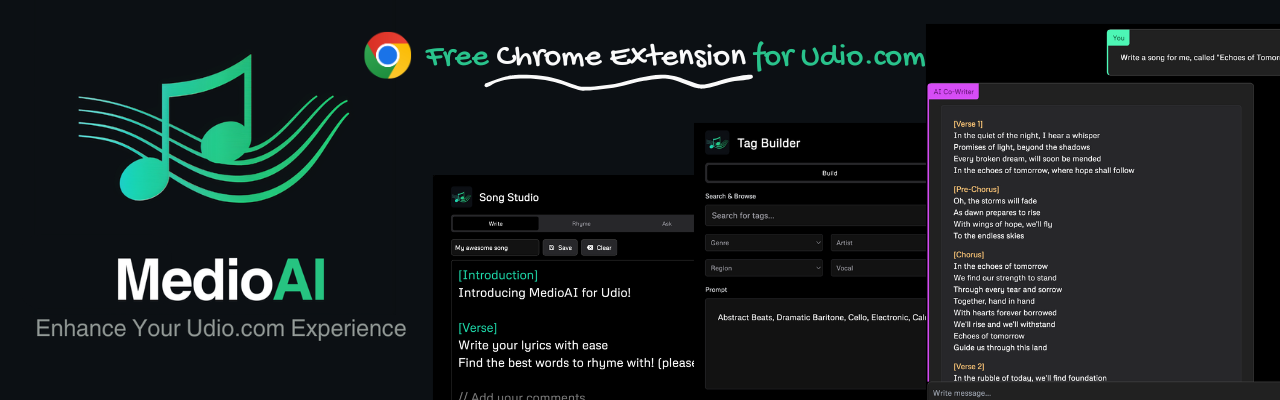 Free Chrome Extension for Udio.com
MedioAI
Enhance Your Udio.com Experience
Song Studio
Write
Rhyme
Ask
My awesome song
Save
Clear
[Introduction]
Introducing MedioAI for Udio!
[Verse]
Write your lyrics with ease
Find the best words to rhyme with! (please
// Add your comments
Tag Builder
Build
Search & Browse
Search for tags...
Genre
Artist
Region
Vocal
Prompt
Abstract Beats, Dramatic Baritone, Cello, Electronic,
You
Write a song for me, called "Echoes of
AI Co-Writer
[Verse 1]
In the quiet of the night, I hear a whisper
Promises of light, beyond the shadows
Every broken dream, will soon be mended
In the echoes of tomorrow, where hope shall follow
[Pre-Chorus]
Oh, the storms will fade
As dawn prepares to rise
With wings of hope, we'll fly
To the endless skies
[Chorus]
In the echoes of tomorrow
We find our strength to stand
Through every tear and sorrow
Together, hand in hand
With hearts forever borrowed
We'll rise and we'll withstand
Echoes of tomorrow
Guide us through this land
[Verse 2]
In the rubble of today, we'll find foundation
Write message...